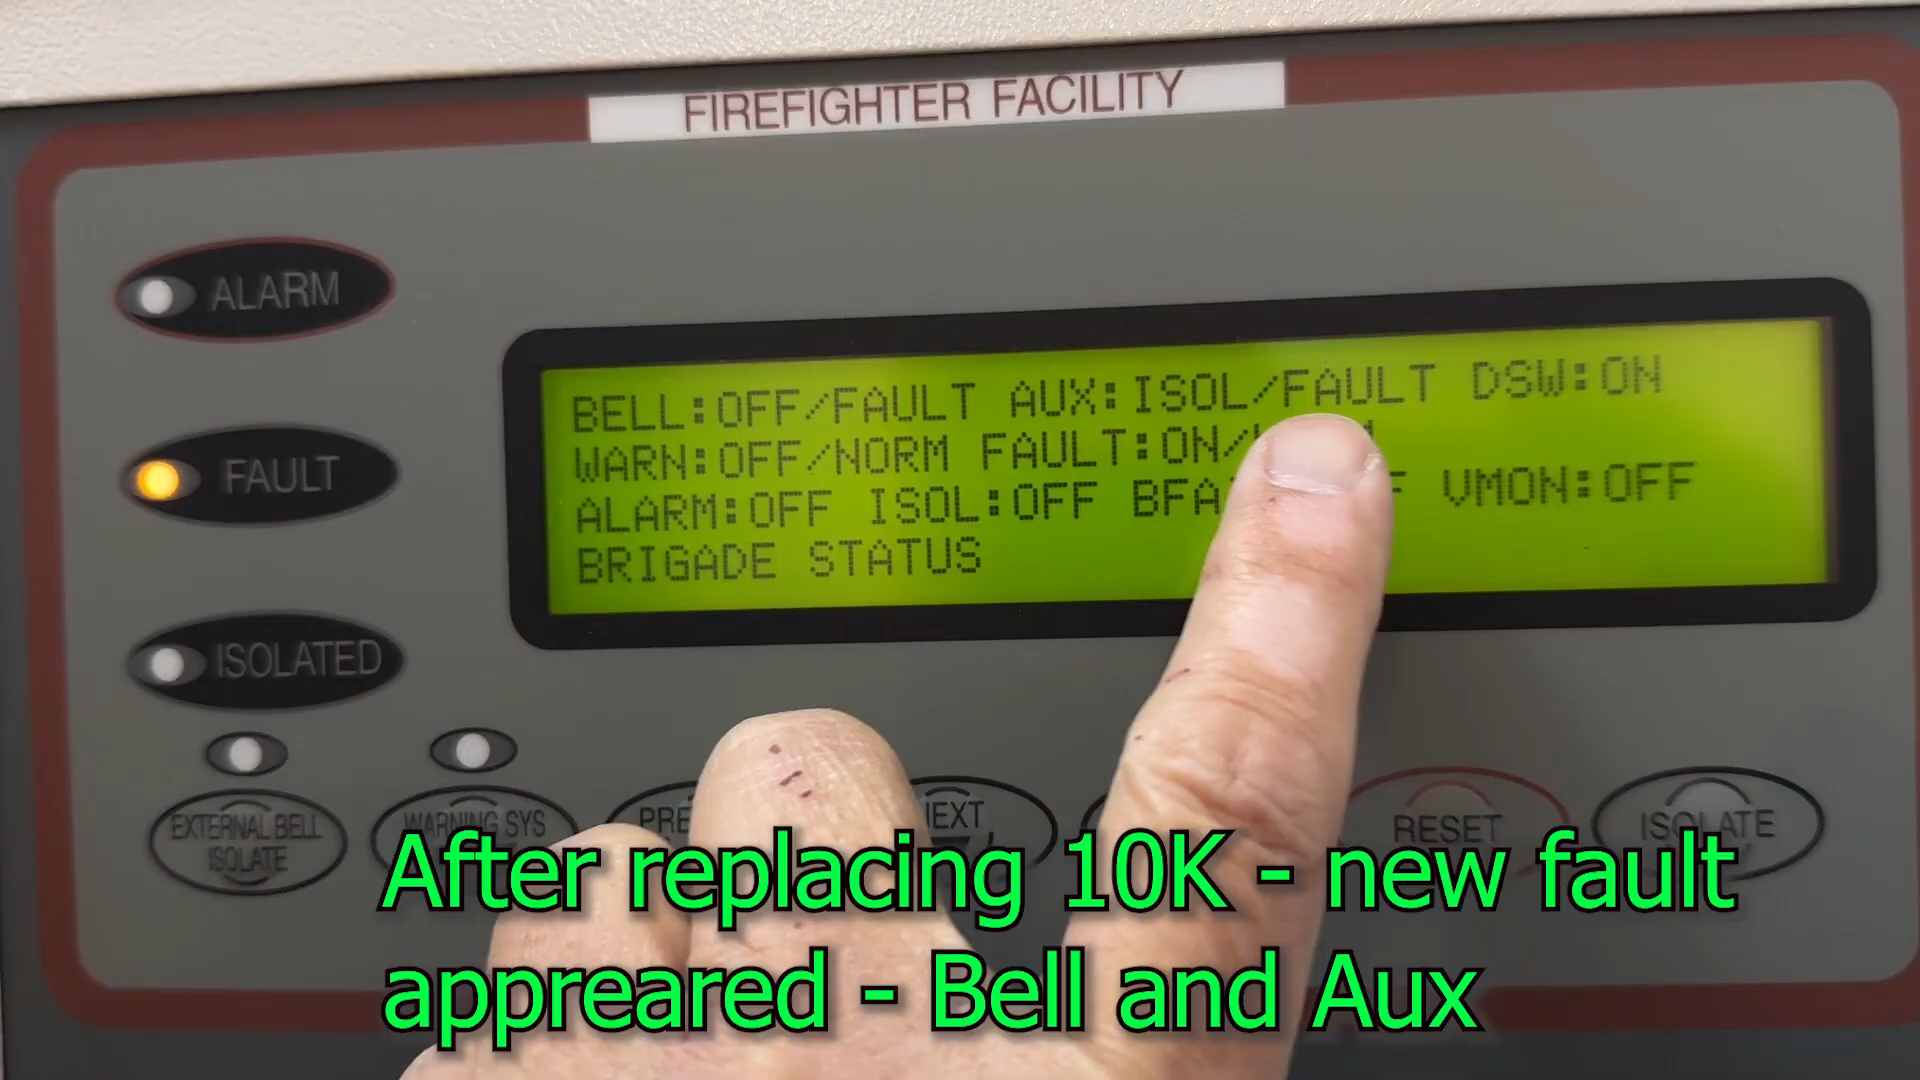 FIREFIGHTER FACILITY
ALARM
FAULT
ISOLATED
BELL:OFF/FAULT AUX:ISOL/FAULT DSW:ON
WARN:OFF/NORM FAULT:ON/
ALARM:OFF ISOL:OFF VMON:OFF
BRIGADE STATUS
EXTERNAL BELL
ISOLATE
WARNING SYS
RESET
ISOLATE
After replacing 10K - new fault
appreared - Bell and Aux